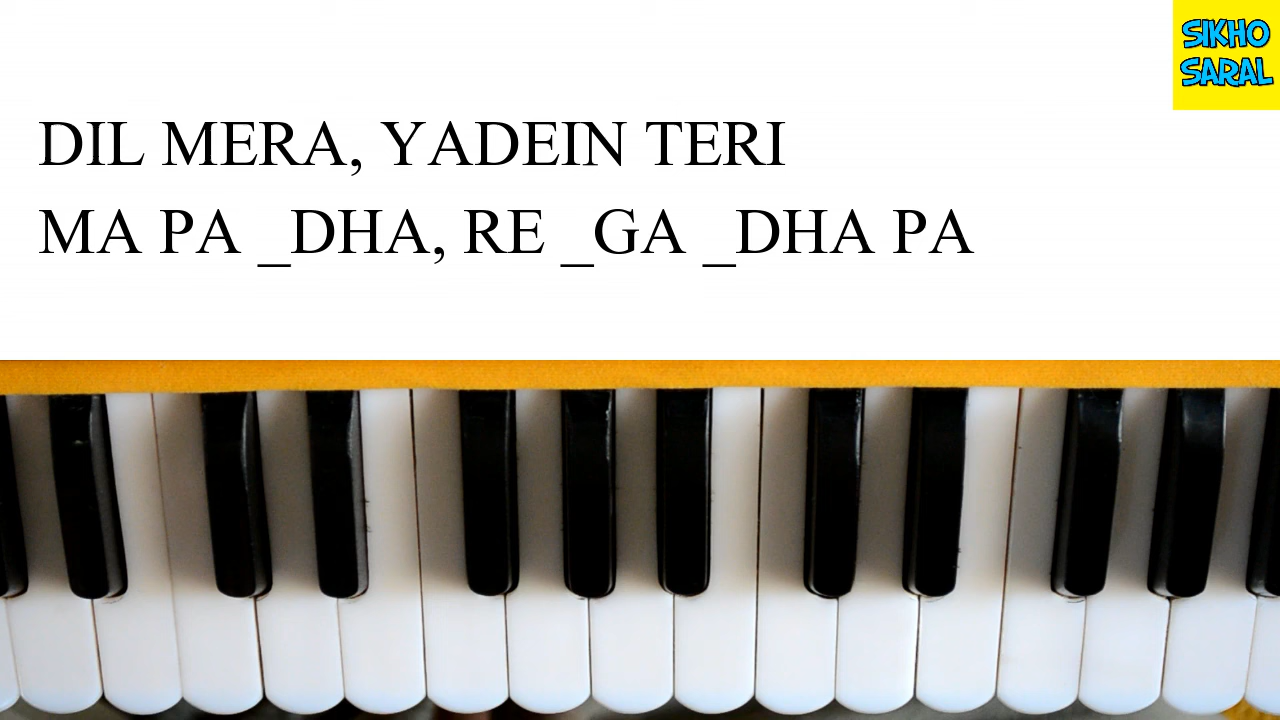 SIKHO
SARAL
DIL MERA, YADEIN TERI
MA PA _DHA, RE _GA _DHA PA